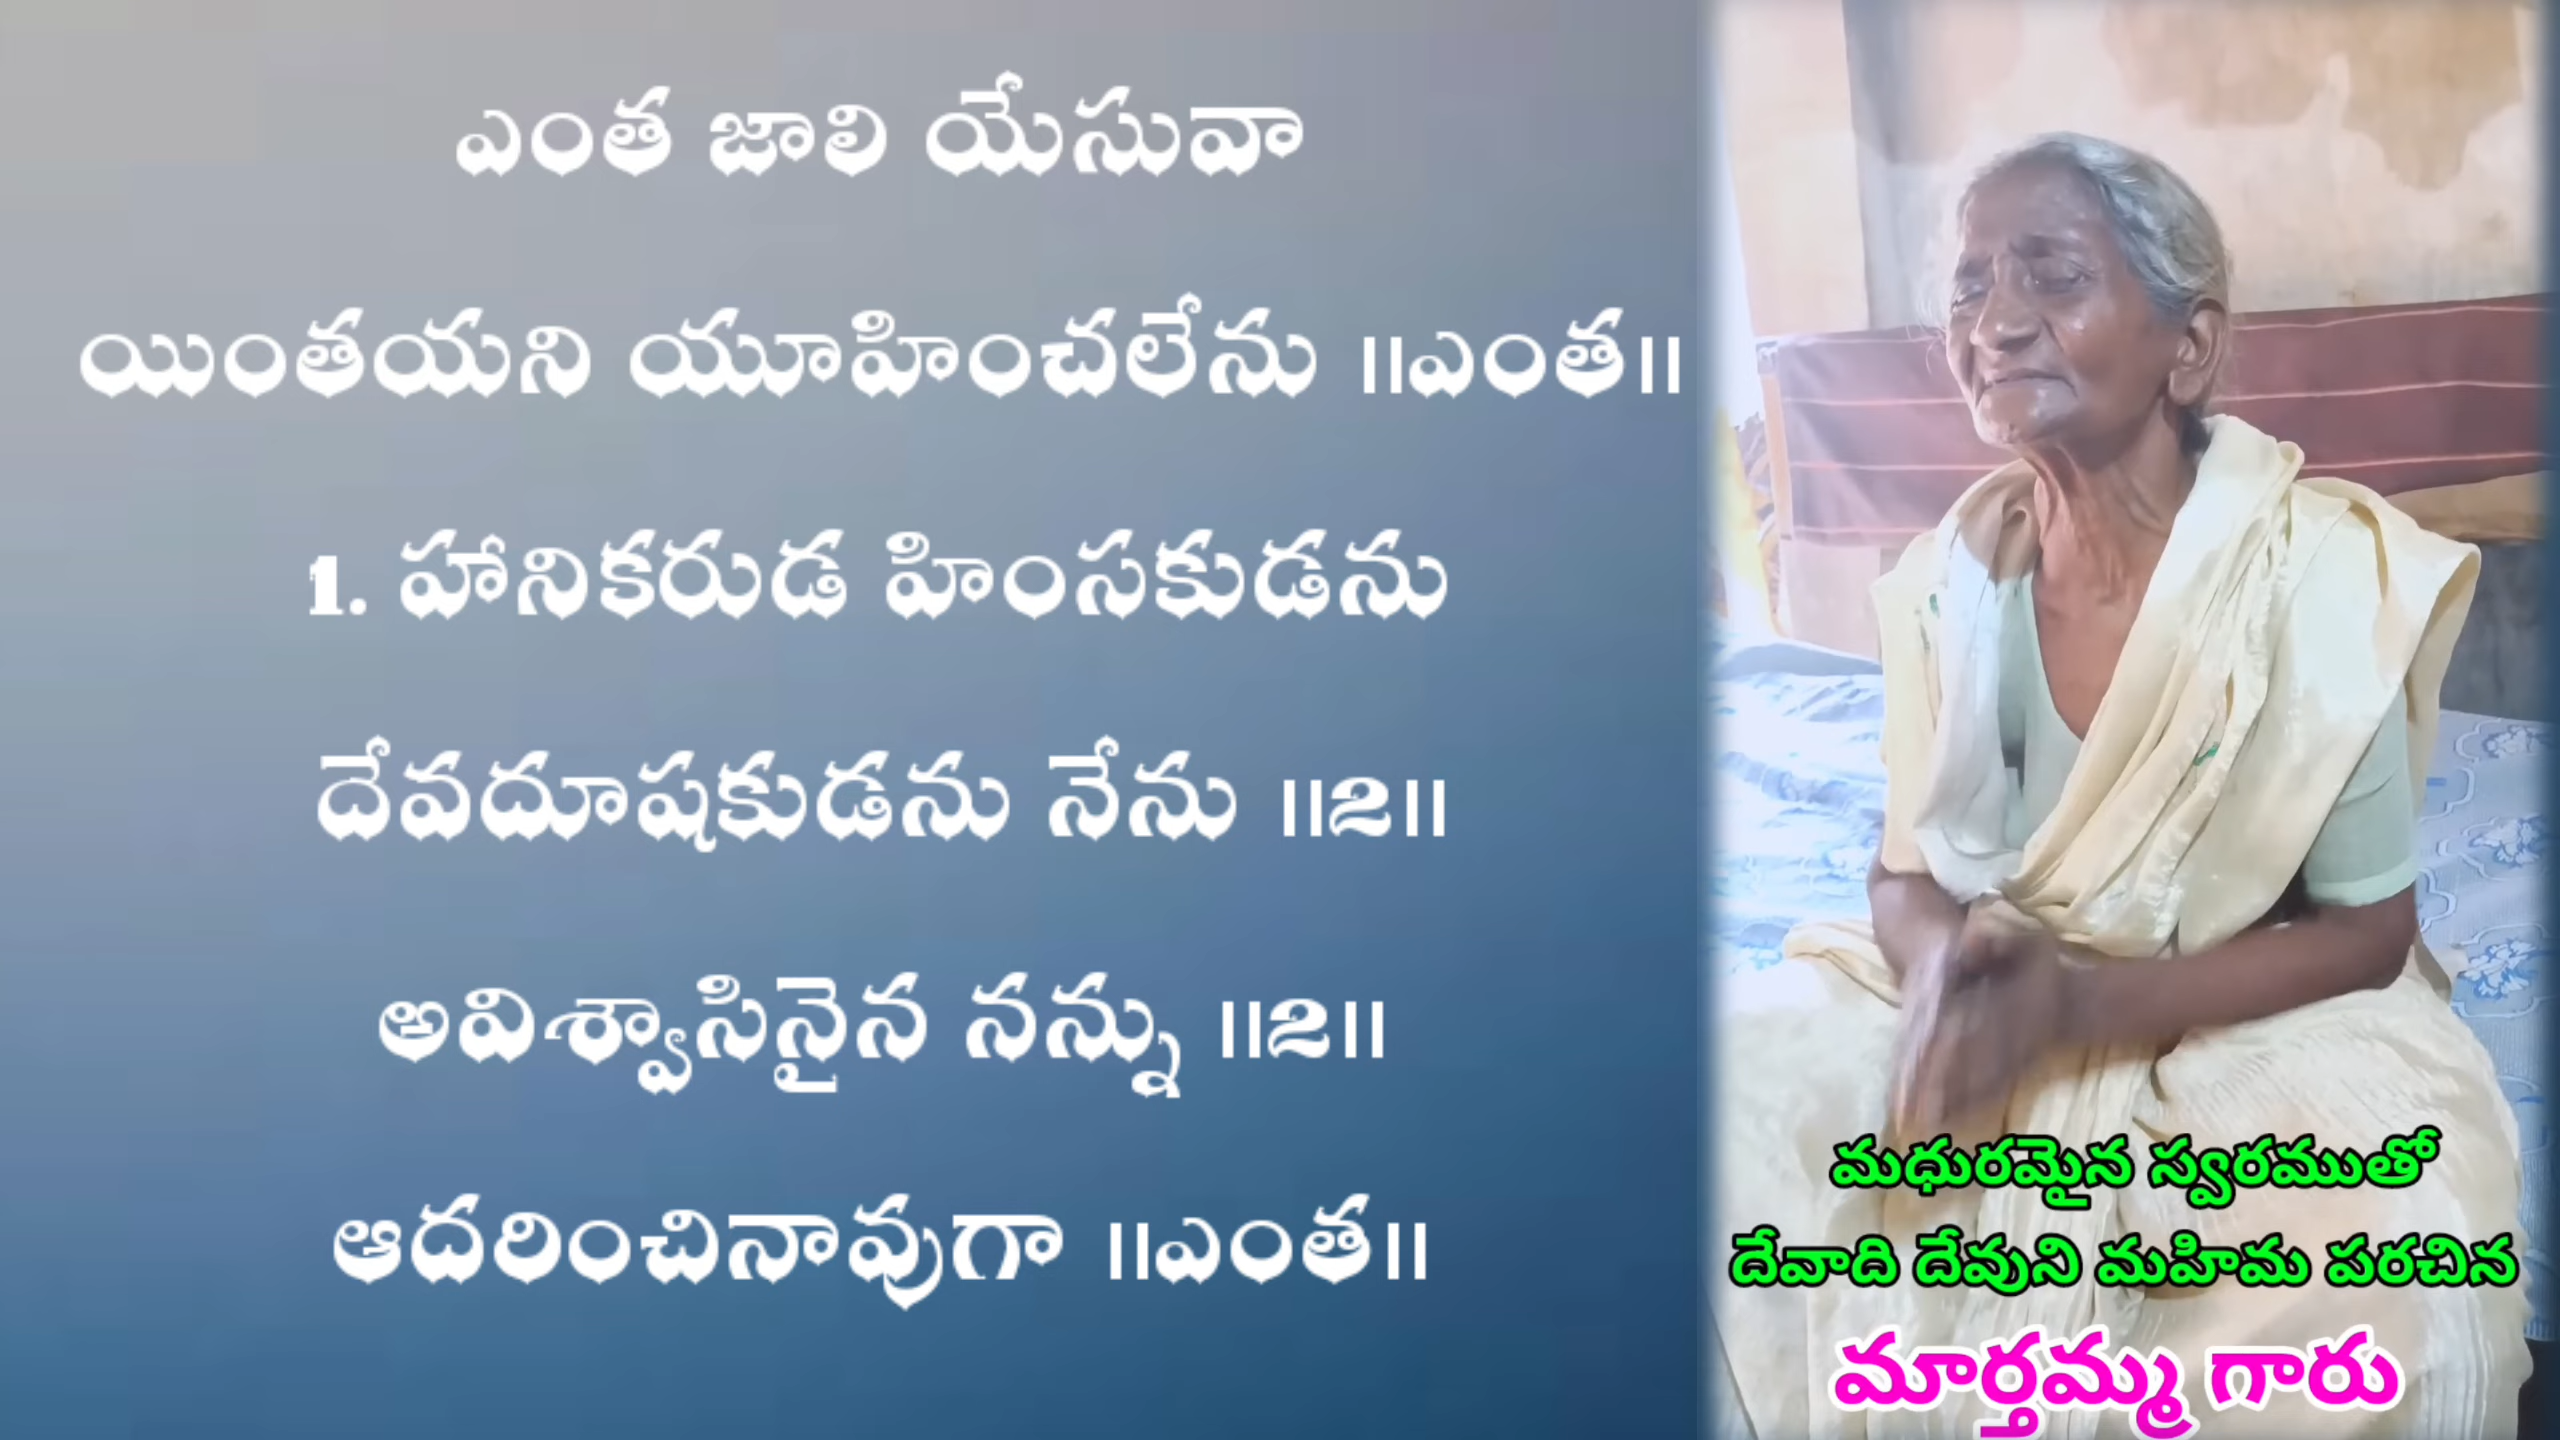 ఎంత జాలి యేసువా
యింతయని యూహించలేను ||ఎంత||
1. హానికరుడ హింసకుడను
దేవదూషకుడను నేను ||2||
అవిశ్వాసినైన నన్ను ||2||
ఆదరించినావుగా ||ఎంత||
మధురమైన స్వరముతో
దేవాది దేవుని మహిమ పరచిన
మార్తమ్మ గారు